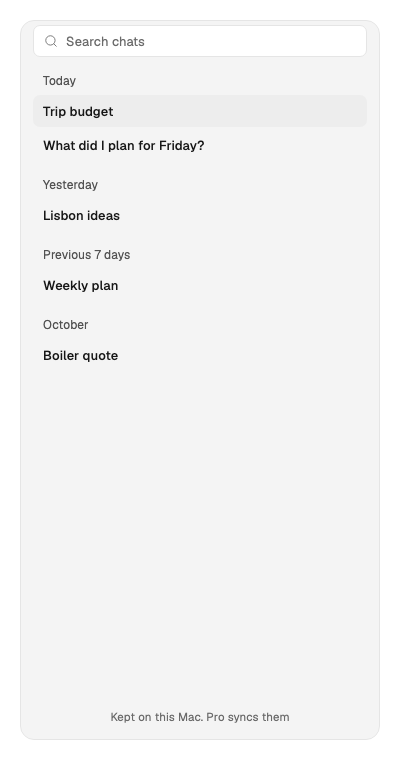 Search chats
Today
Trip budget
What did I plan for Friday?
Yesterday
Lisbon ideas
Previous 7 days
Weekly plan
October
Boiler quote
Kept on this Mac. Pro syncs them